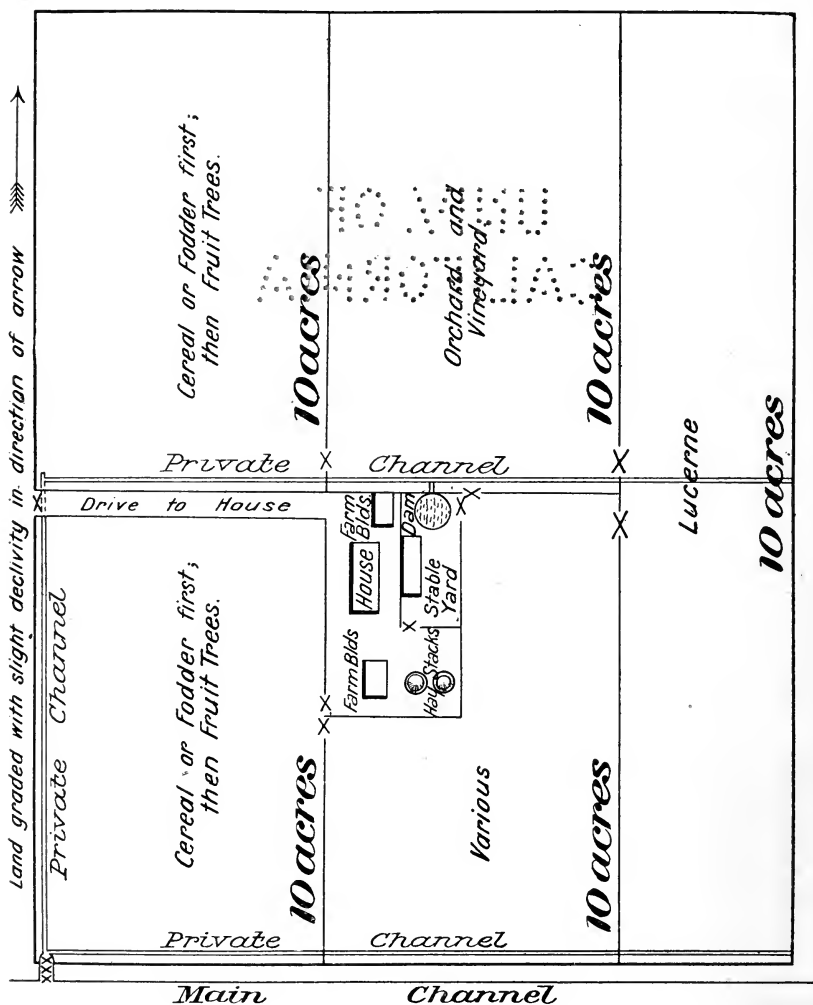 Land graded with slight declivity in direction of arrow
Cereal or Fodder first;
then Fruit Trees.
10 acres
Orchard and
Vineyard.
10 acres
UNIV. OF
CALIFORNIA
Private Channel
Drive to House
Farm
Blds.
House
Dam
Stable
Yard
Farm Blds
Hay Stacks
Lucerne
10 acres
Private Channel
Cereal or Fodder first;
then Fruit Trees.
10 acres
Various
10 acres
Private Channel
Main Channel